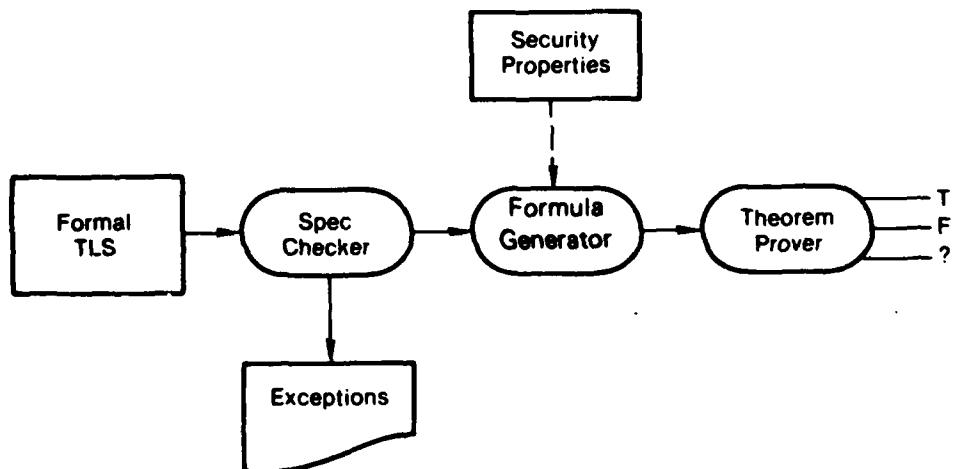 Security
Properties
Formal
TLS
Spec
Checker
Formula
Generator
Theorem
Prover
T
F
?
Exceptions